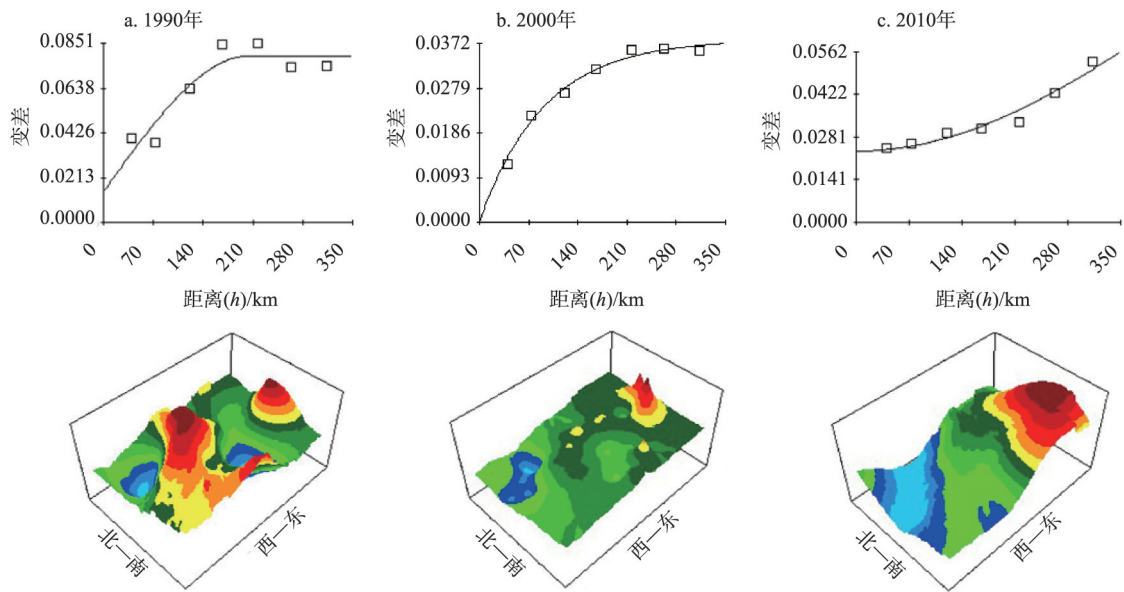 a. 1990年
0.0851
0.0638
0.0426
0.0213
0.0000
变差
0 70 140 210 280 350
距离(h)/km
b. 2000年
0.0372
0.0279
0.0186
0.0093
0.0000
变差
0 70 140 210 280 350
距离(h)/km
c. 2010年
0.0562
0.0422
0.0281
0.0141
0.0000
变差
0 70 140 210 280 350
距离(h)/km
北—南
西—东
北—南
西—东
北—南
西—东